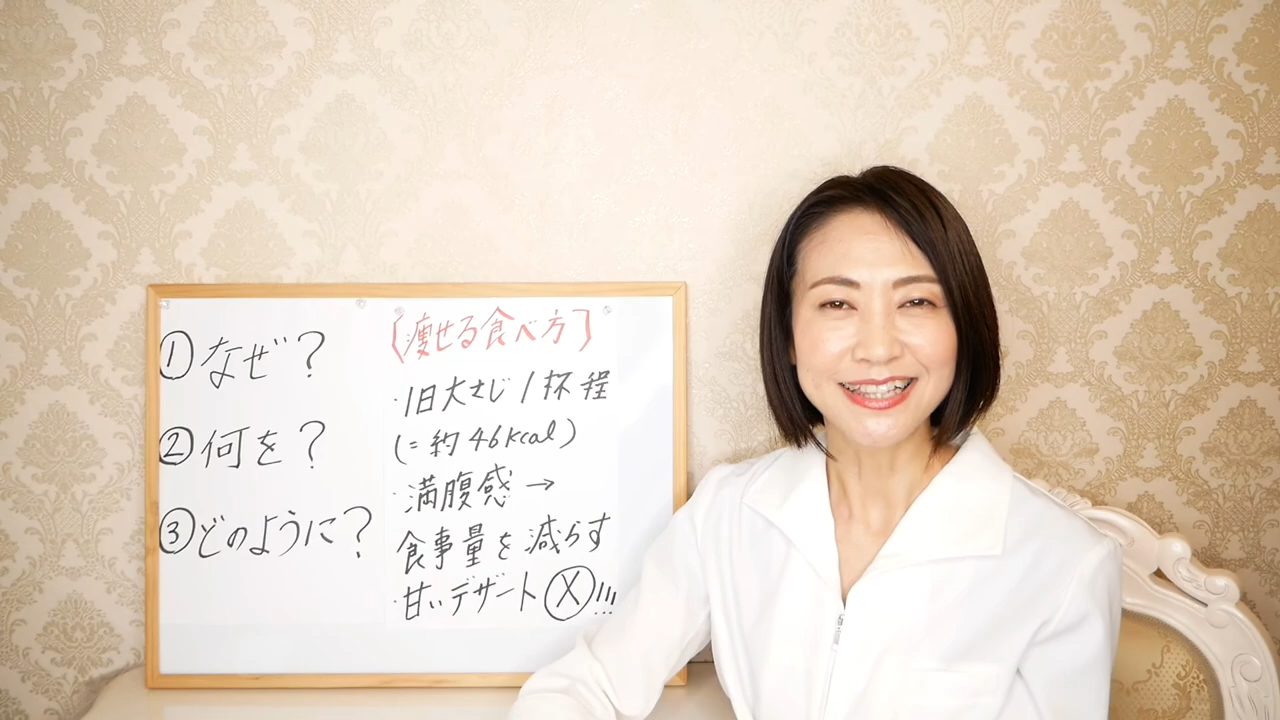 ①なぜ?
②何を?
③どのように?
[痩せる食べ方]
・1日大さじ1杯程
(=約46kcal)
・満腹感→
食事量を減らす
・甘いデザートⓍ!!!